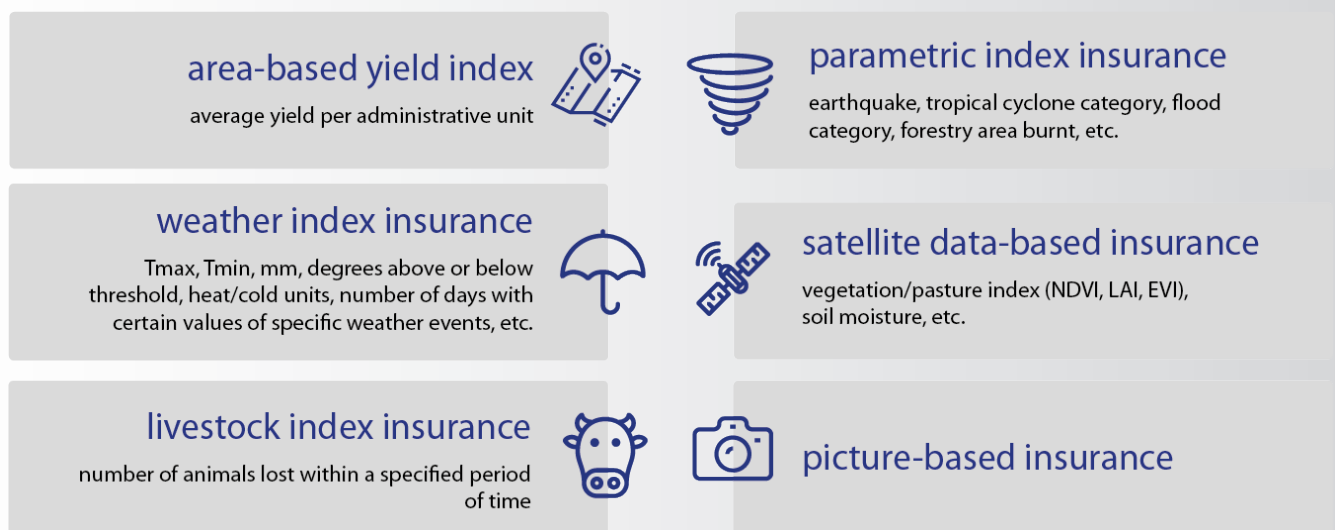 area-based yield index
average yield per administrative unit
parametric index insurance
earthquake, tropical cyclone category, flood
category, forestry area burnt, etc.
weather index insurance
Tmax, Tmin, mm, degrees above or below
threshold, heat/cold units, number of days with
certain values of specific weather events, etc.
satellite data-based insurance
vegetation/pasture index (NDVI, LAI, EVI),
soil moisture, etc.
livestock index insurance
number of animals lost within a specified period
of time
picture-based insurance